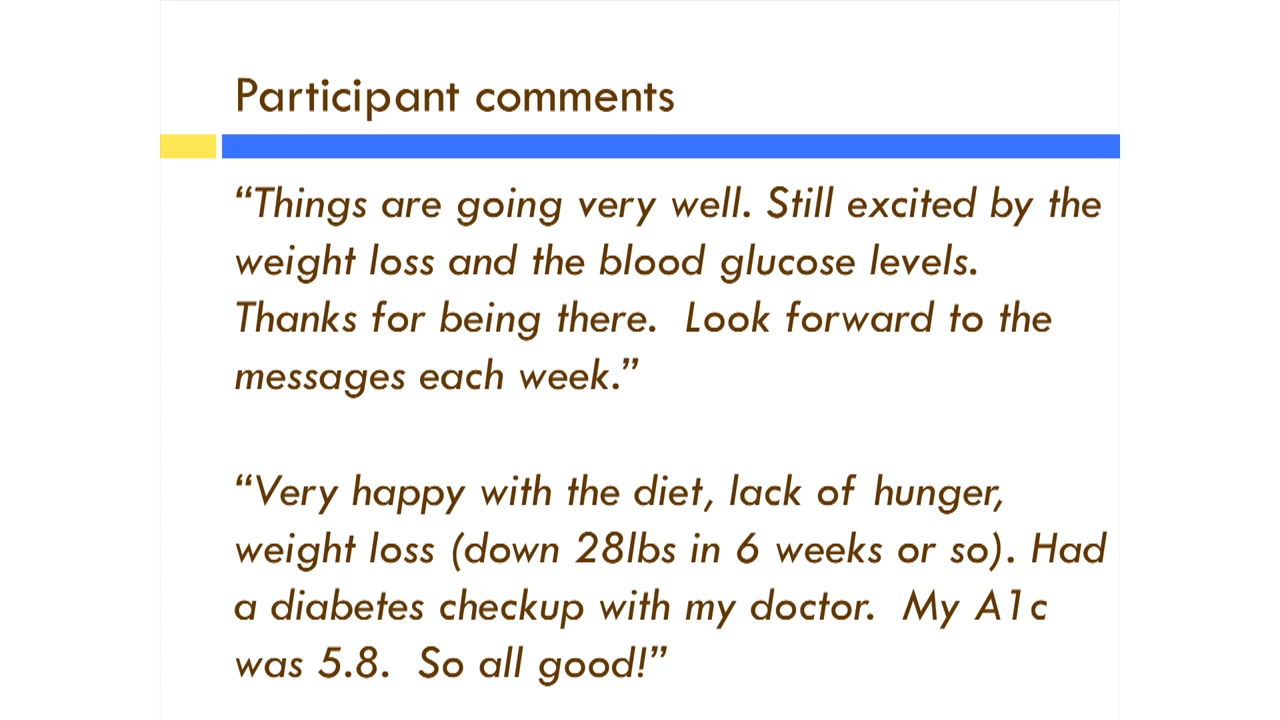 Participant comments
“Things are going very well. Still excited by the
weight loss and the blood glucose levels.
Thanks for being there.  Look forward to the
messages each week.”
“Very happy with the diet, lack of hunger,
weight loss (down 28lbs in 6 weeks or so). Had
a diabetes checkup with my doctor.  My A1c
was 5.8.  So all good!”